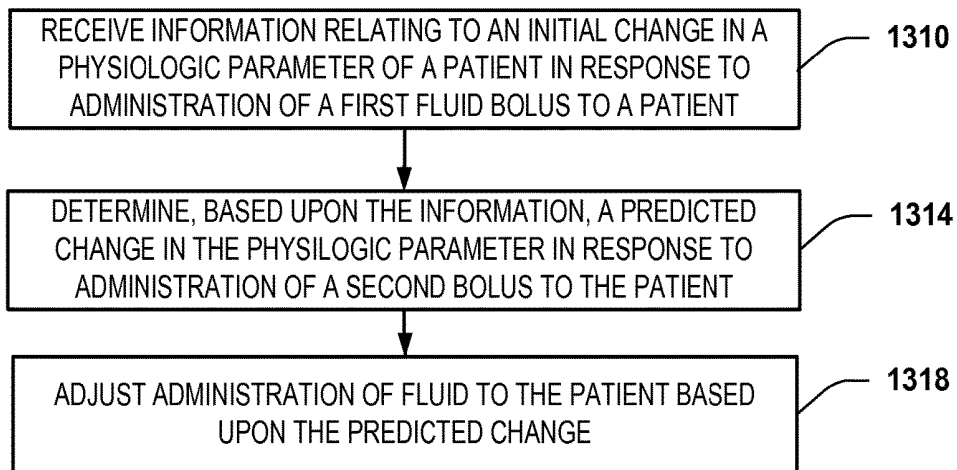 RECEIVE INFORMATION RELATING TO AN INITIAL CHANGE IN A
PHYSIOLOGIC PARAMETER OF A PATIENT IN RESPONSE TO
ADMINISTRATION OF A FIRST FLUID BOLUS TO A PATIENT
1310
DETERMINE, BASED UPON THE INFORMATION, A PREDICTED
CHANGE IN THE PHYSILOGIC PARAMETER IN RESPONSE TO
ADMINISTRATION OF A SECOND BOLUS TO THE PATIENT
1314
ADJUST ADMINISTRATION OF FLUID TO THE PATIENT BASED
UPON THE PREDICTED CHANGE
1318